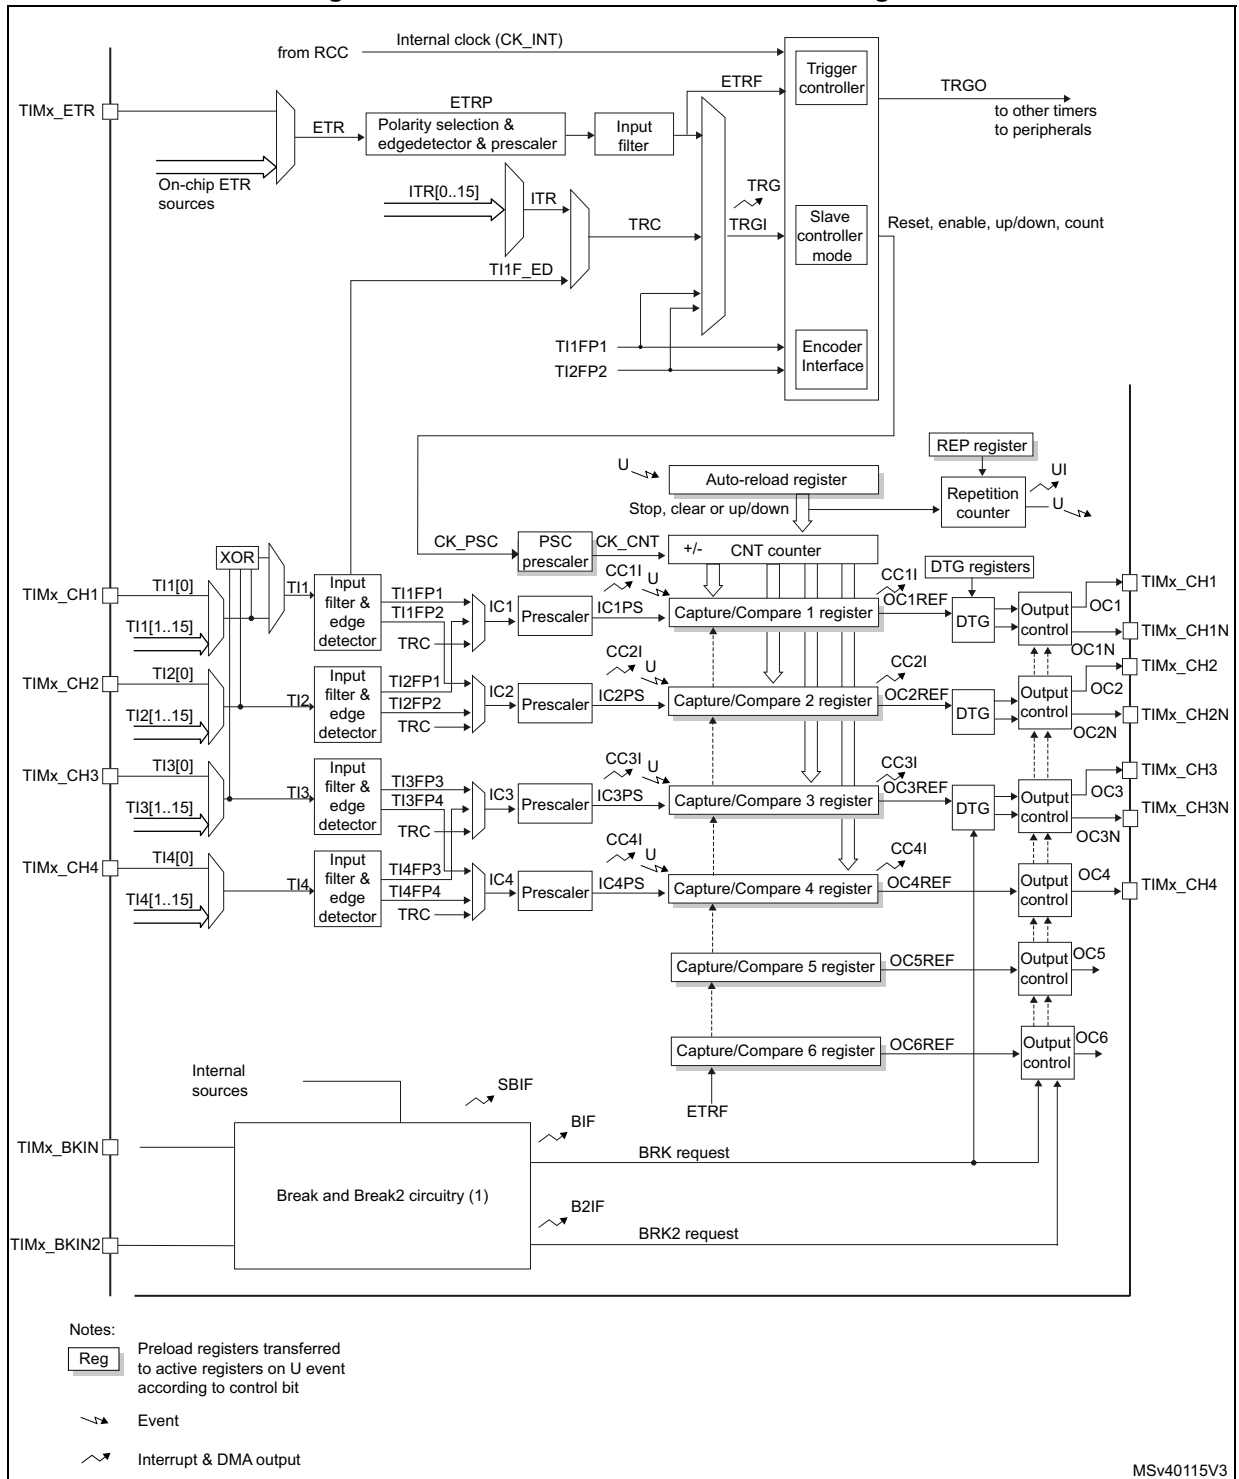 Internal clock (CK_INT)
from RCC
Trigger
controller
ETRF
TRGO
to other timers
to peripherals
TIMx_ETR
ETR
ETRP
Polarity selection &
edgedetector & prescaler
Input
filter
On-chip ETR
sources
ITR[0..15]
ITR
TRG
TRC
TRGI
Slave
controller
mode
Reset, enable, up/down, count
TI1F_ED
TI1FP1
TI2FP2
Encoder
Interface
REP register
U
Auto-reload register
UI
Repetition
counter
U
Stop, clear or up/down
CK_PSC
PSC
prescaler
CK_CNT
+/-
CNT counter
XOR
DTG registers
TIMx_CH1
TI1[0]
TI1[1..15]
TI1
Input
filter &
edge
detector
TI1FP1
TI1FP2
TRC
IC1
Prescaler
IC1PS
CC1I
U
Capture/Compare 1 register
CC1I
OC1REF
DTG
Output
control
OC1
TIMx_CH1
TIMx_CH1N
OC1N
TIMx_CH2
TI2[0]
TI2[1..15]
TI2
Input
filter &
edge
detector
TI2FP1
TI2FP2
TRC
IC2
Prescaler
IC2PS
CC2I
U
Capture/Compare 2 register
CC2I
OC2REF
DTG
Output
control
OC2
TIMx_CH2
TIMx_CH2N
OC2N
TIMx_CH3
TI3[0]
TI3[1..15]
TI3
Input
filter &
edge
detector
TI3FP3
TI3FP4
TRC
IC3
Prescaler
IC3PS
CC3I
U
Capture/Compare 3 register
CC3I
OC3REF
DTG
Output
control
OC3
TIMx_CH3
TIMx_CH3N
OC3N
TIMx_CH4
TI4[0]
TI4[1..15]
TI4
Input
filter &
edge
detector
TI4FP3
TI4FP4
TRC
IC4
Prescaler
IC4PS
CC4I
U
Capture/Compare 4 register
CC4I
OC4REF
Output
control
OC4
TIMx_CH4
Capture/Compare 5 register
OC5REF
Output
control
OC5
Capture/Compare 6 register
OC6REF
Output
control
OC6
ETRF
Internal
sources
SBIF
TIMx_BKIN
BIF
BRK request
Break and Break2 circuitry (1)
B2IF
TIMx_BKIN2
BRK2 request
Notes:
Reg
Preload registers transferred
to active registers on U event
according to control bit
Event
Interrupt & DMA output
MSv40115V3